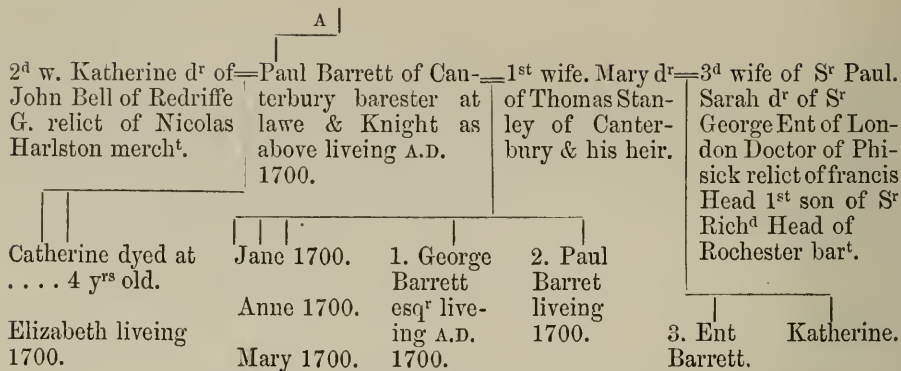 A
2ᵈ w. Katherine dʳ of
John Bell of Redriffe
G. relict of Nicolas
Harlston merchᵗ.
=Paul Barrett of Can-
terbury barester at
lawe & Knight as
above liveing A.D.
1700.
=1ˢᵗ wife. Mary dʳ
of Thomas Stan-
ley of Canter-
bury & his heir.
=3ᵈ wife of Sʳ Paul.
Sarah dʳ of Sʳ
George Ent of Lon-
don Doctor of Phi-
sick relict of francis
Head 1ˢᵗ son of Sʳ
Richᵈ Head of
Rochester barᵗ.
Catherine dyed at
.... 4 yʳˢ old.
Elizabeth liveing
1700.
Jane 1700.
Anne 1700.
Mary 1700.
1. George
Barrett
esqʳ live-
ing A.D.
1700.
2. Paul
Barret
liveing
1700.
3. Ent
Barrett.
Katherine.